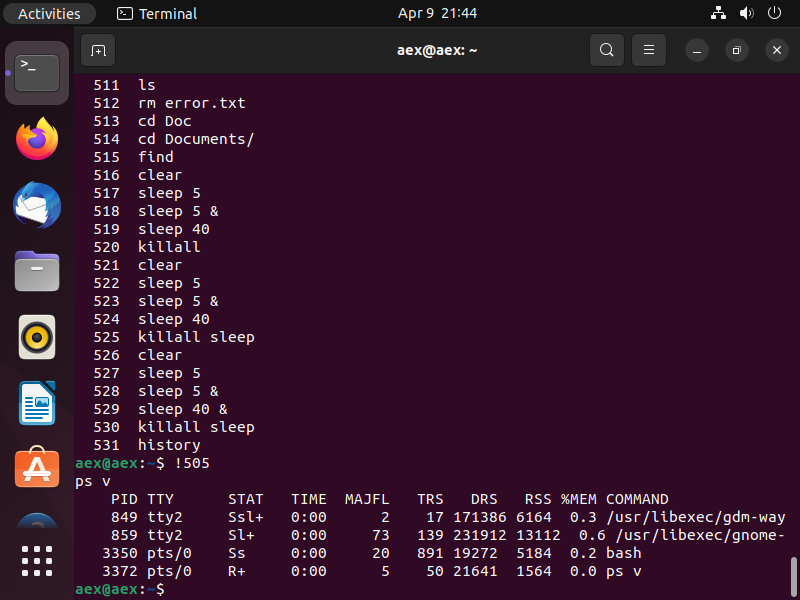 Activities Terminal Apr 9 21:44
aex@aex: ~
511 ls
512 rm error.txt
513 cd Doc
514 cd Documents/
515 find
516 clear
517 sleep 5
518 sleep 5 &
519 sleep 40
520 killall
521 clear
522 sleep 5
523 sleep 5 &
524 sleep 40
525 killall sleep
526 clear
527 sleep 5
528 sleep 5 &
529 sleep 40 &
530 killall sleep
531 history
aex@aex:~$ !505
ps v
PID TTY STAT TIME MAJFL TRS DRS RSS %MEM COMMAND
849 tty2 Ssl+ 0:00 2 17 171386 6164 0.3 /usr/libexec/gdm-way
859 tty2 Sl+ 0:00 73 139 231912 13112 0.6 /usr/libexec/gnome-
3350 pts/0 Ss 0:00 20 891 19272 5184 0.2 bash
3372 pts/0 R+ 0:00 5 50 21641 1564 0.0 ps v
aex@aex:~$